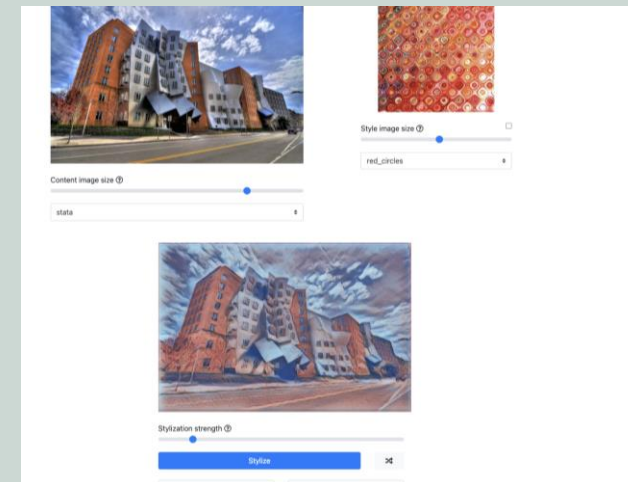 Style image size
red_circles
Content image size
stata
Stylization strength
Stylize